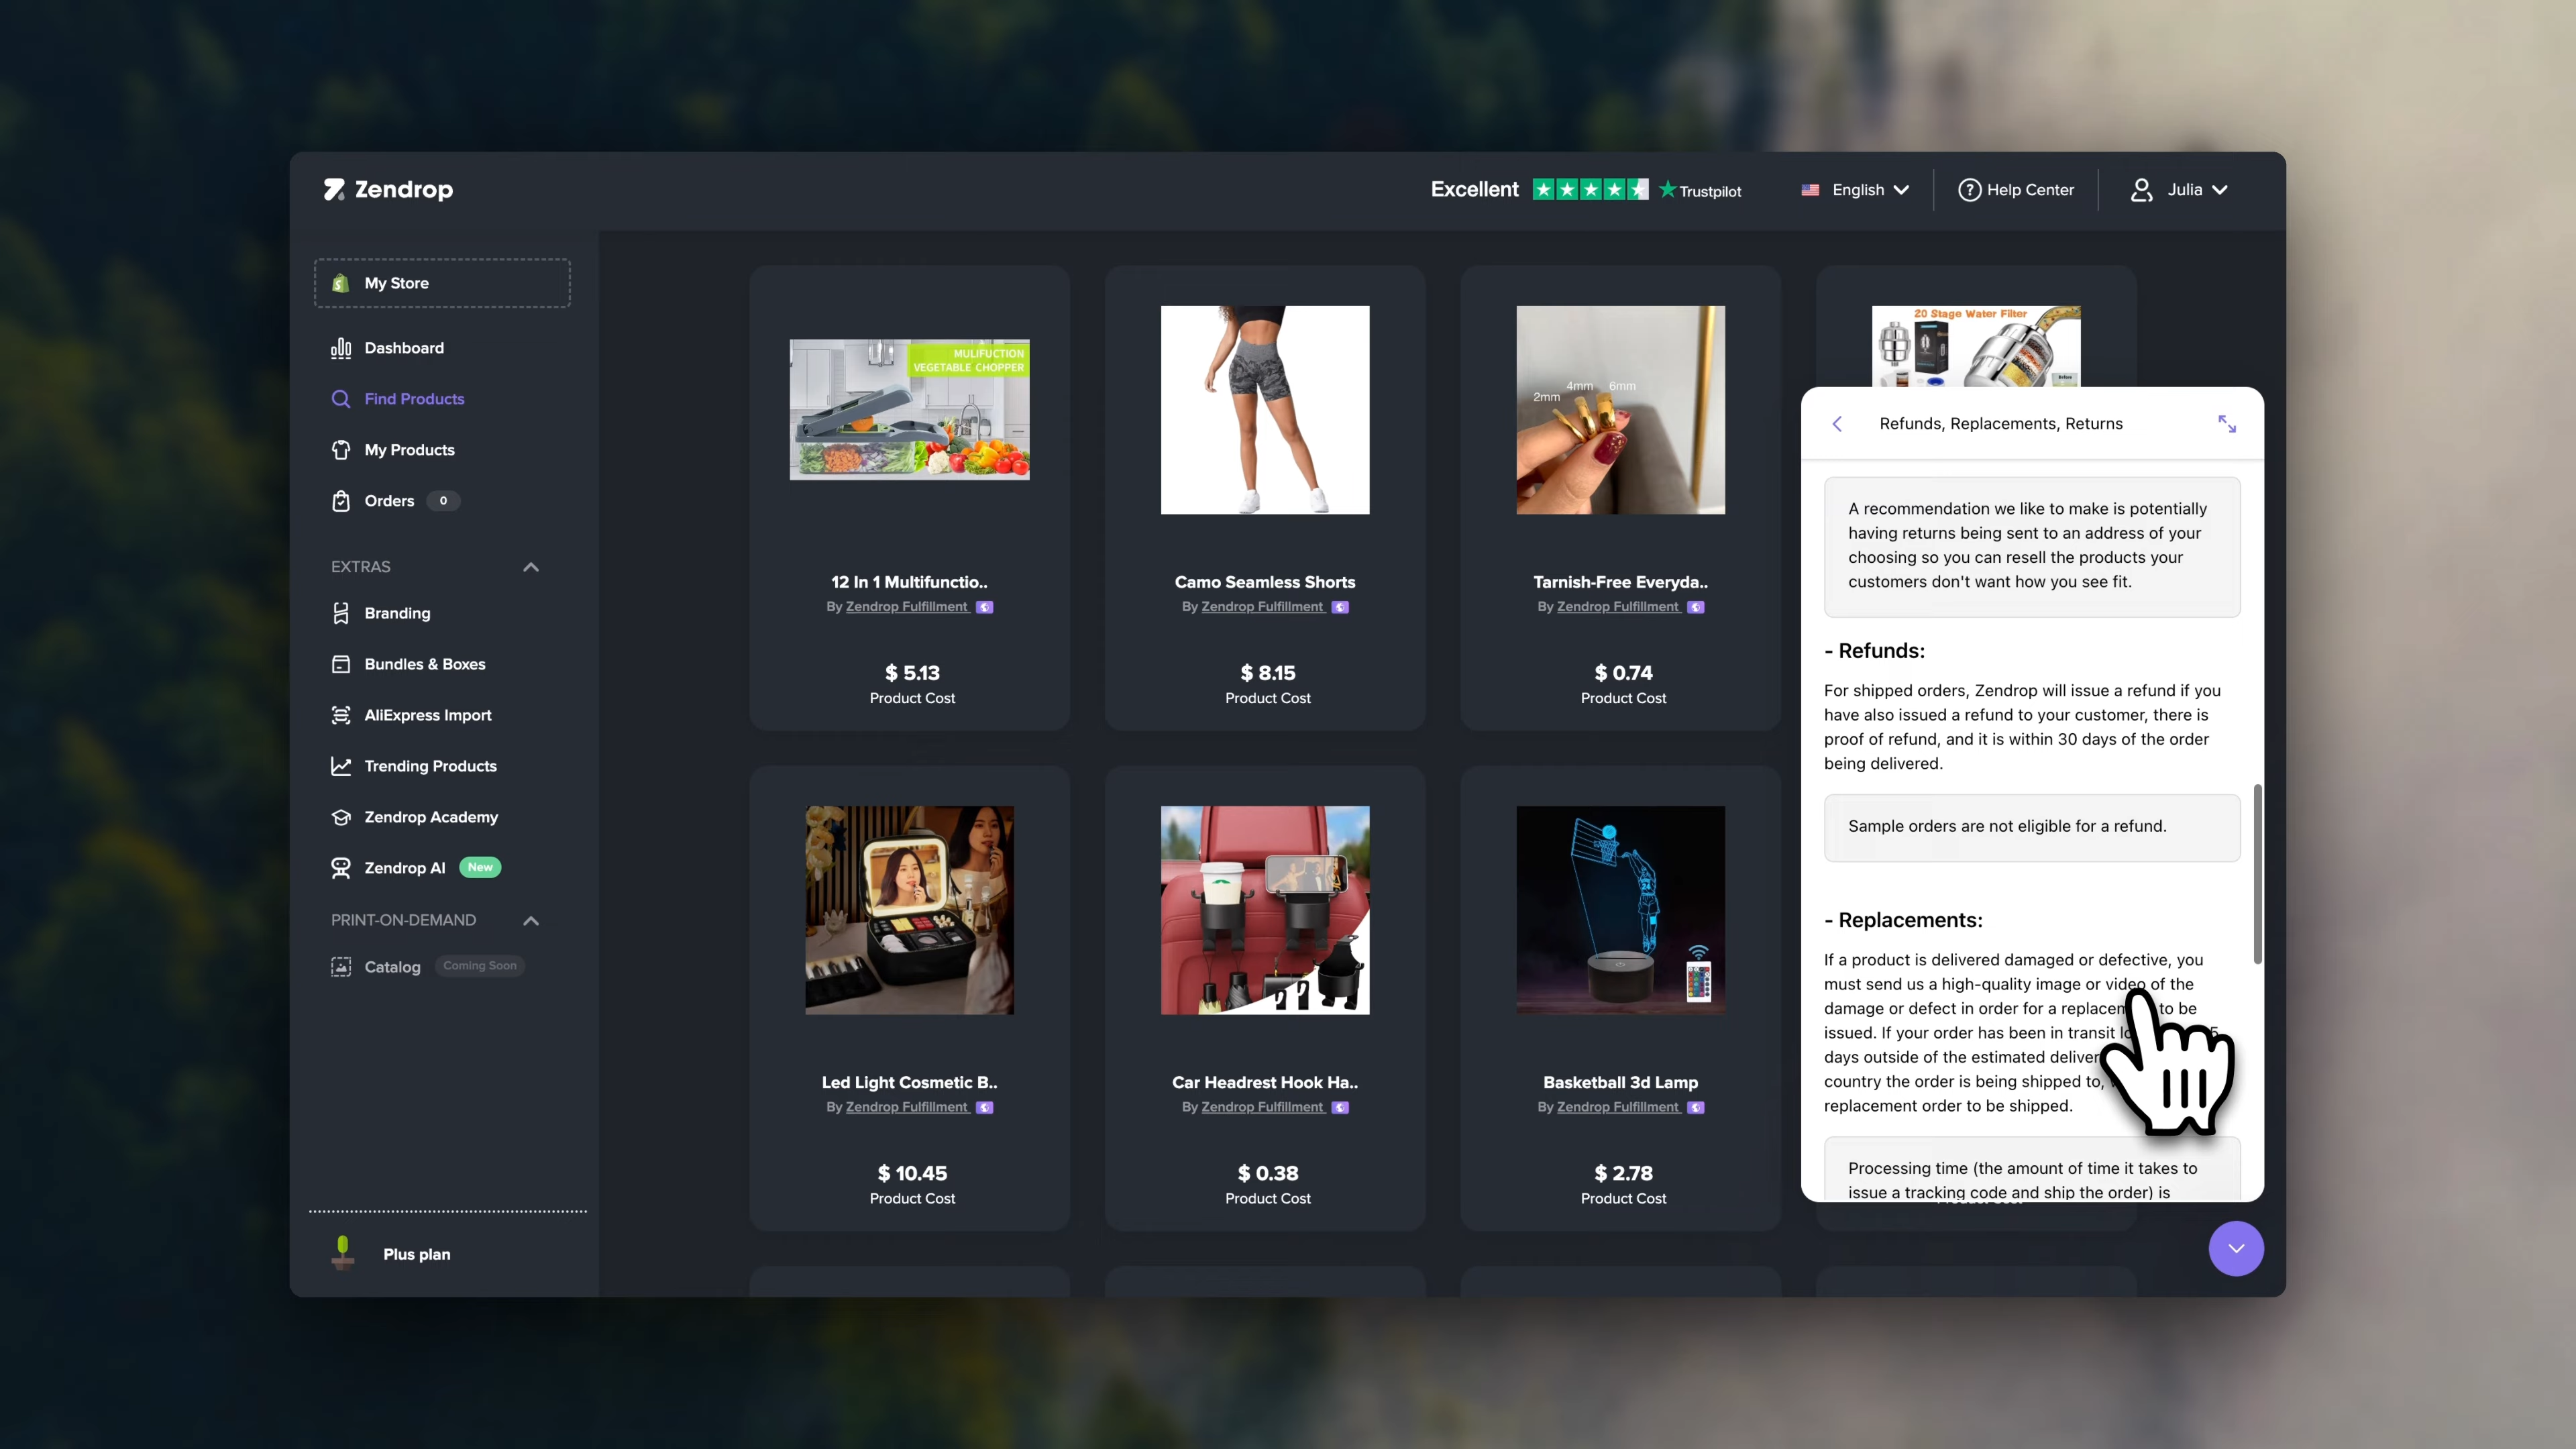 Zendrop
Excellent
Trustpilot
English
Help Center
Julia
My Store
Dashboard
Find Products
My Products
Orders 0
EXTRAS
Branding
Bundles & Boxes
AliExpress Import
Trending Products
Zendrop Academy
Zendrop AI New
PRINT-ON-DEMAND
Catalog Coming Soon
Plus plan
MULIFUCTION
VEGETABLE CHOPPER
12 In 1 Multifunctio..
By Zendrop Fulfillment
$ 5.13
Product Cost
Camo Seamless Shorts
By Zendrop Fulfillment
$ 8.15
Product Cost
2mm 4mm 6mm
Tarnish-Free Everyda..
By Zendrop Fulfillment
$ 0.74
Product Cost
20 Stage Water Filter
Led Light Cosmetic B..
By Zendrop Fulfillment
$ 10.45
Product Cost
Car Headrest Hook Ha..
By Zendrop Fulfillment
$ 0.38
Product Cost
24
Basketball 3d Lamp
By Zendrop Fulfillment
$ 2.78
Product Cost
Refunds, Replacements, Returns
A recommendation we like to make is potentially
having returns being sent to an address of your
choosing so you can resell the products your
customers don't want how you see fit.
- Refunds:
For shipped orders, Zendrop will issue a refund if you
have also issued a refund to your customer, there is
proof of refund, and it is within 30 days of the order
being delivered.
Sample orders are not eligible for a refund.
- Replacements:
If a product is delivered damaged or defective, you
must send us a high-quality image or video of the
damage or defect in order for a to be
issued. If your order has been in transit
days outside of the estimated
country the order is being shipped to,
replacement order to be shipped.
Processing time (the amount of time it takes to
issue a tracking code and ship the order) is